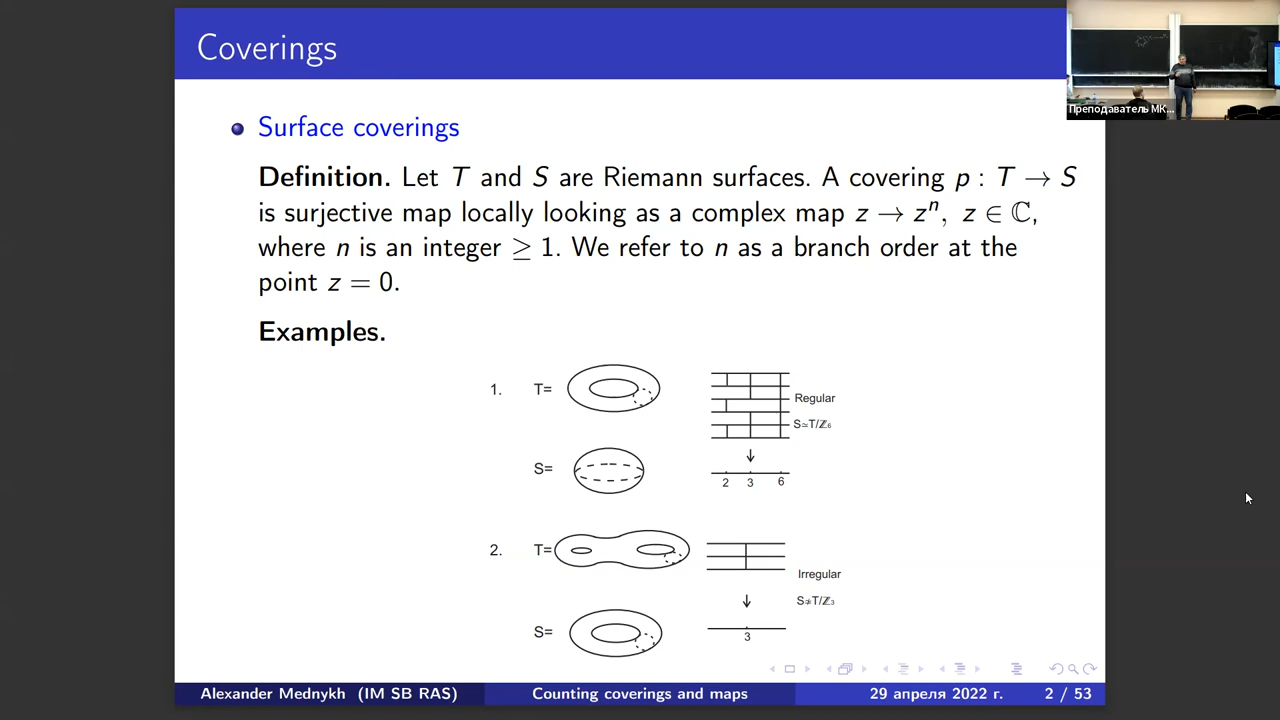 Coverings
Преподаватель МК...
Surface coverings
Definition. Let T and S are Riemann surfaces. A covering p : T → S
is surjective map locally looking as a complex map z → zⁿ, z ∈ ℂ,
where n is an integer ≥ 1. We refer to n as a branch order at the
point z = 0.
Examples.
1. T=
Regular
S≃T/ℤ₆
S=
2 3 6
2. T=
Irregular
S≄T/ℤ₃
S=
3
Alexander Mednykh (IM SB RAS) Counting coverings and maps 29 апреля 2022 г. 2 / 53